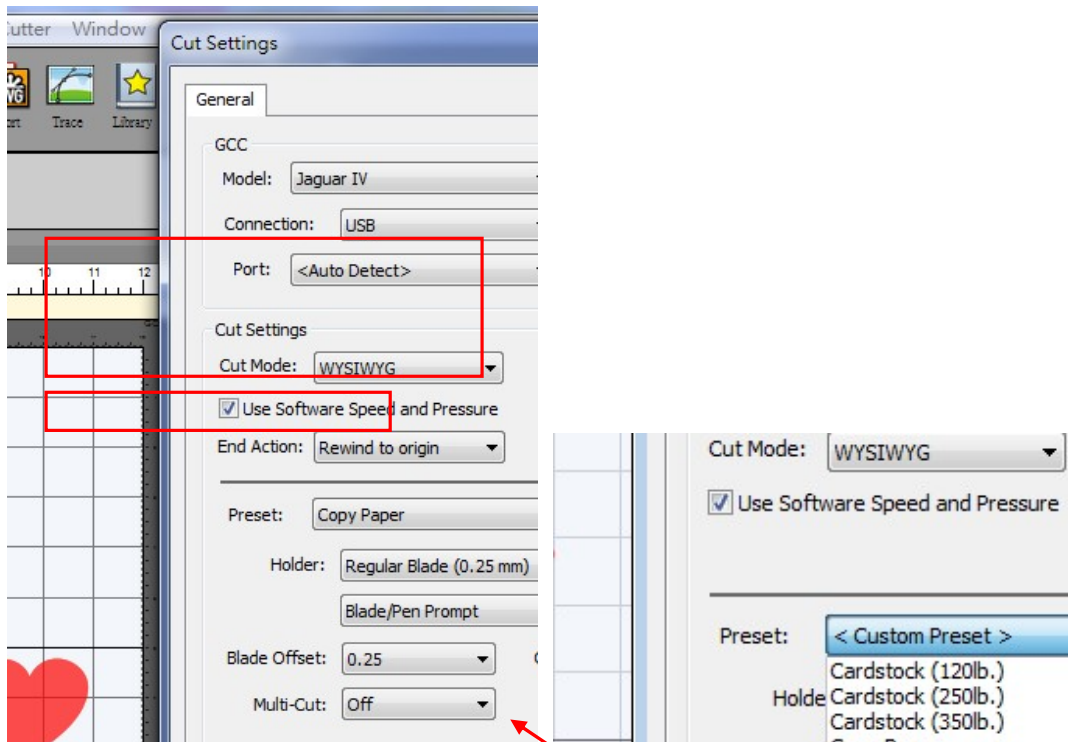 Window
Cut Settings
Trace
Library
General
GCC
Model: Jaguar IV
Connection: USB
Port: <Auto Detect>
10 11 12
Cut Settings
Cut Mode: WYSIWYG
Use Software Speed and Pressure
End Action: Rewind to origin
Preset: Copy Paper
Holder: Regular Blade (0.25 mm)
Blade/Pen Prompt
Blade Offset: 0.25
Multi-Cut: Off
Cut Mode: WYSIWYG
Use Software Speed and Pressure
Preset: < Custom Preset >
Cardstock (120lb.)
Holde Cardstock (250lb.)
Cardstock (350lb.)